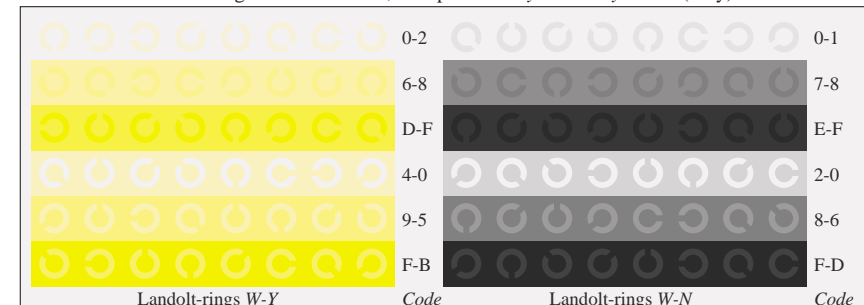 0-2 0-1
6-8 7-8
D-F E-F
4-0 2-0
9-5 8-6
F-B F-D
Landolt-rings W-Y Code Landolt-rings W-N Code